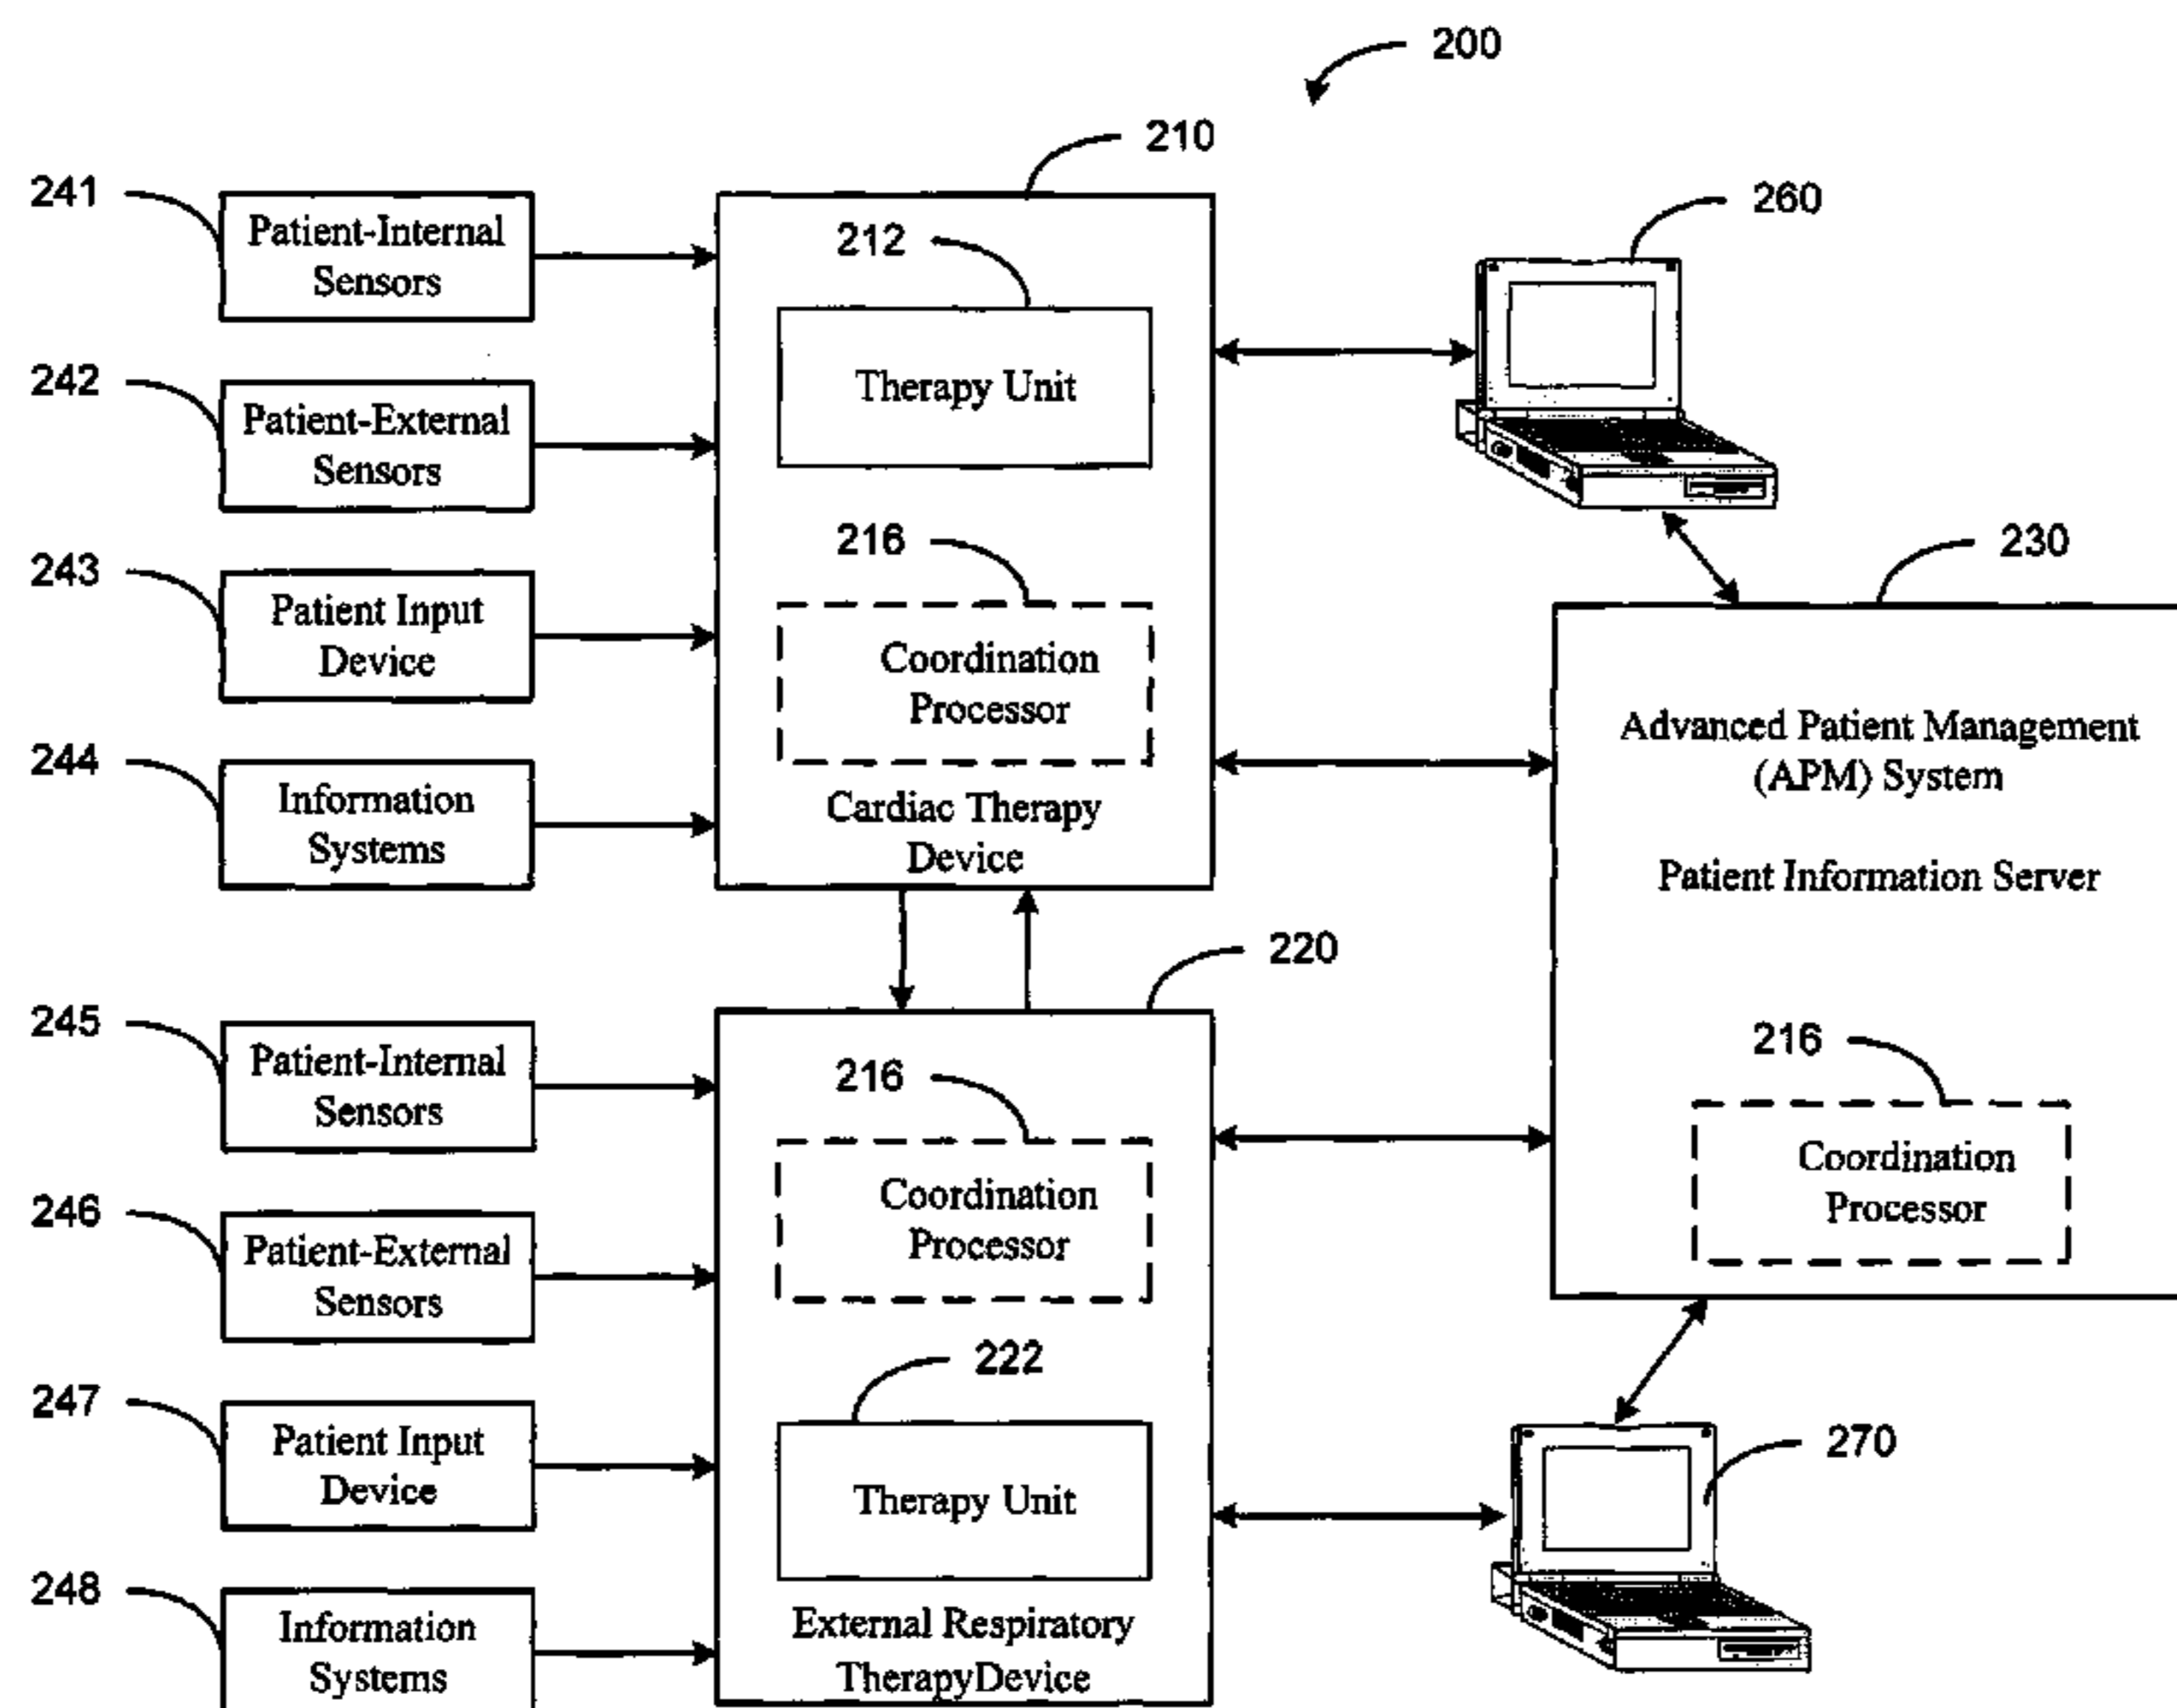 200
210
241
Patient-Internal
Sensors
212
260
Therapy Unit
242
Patient-External
Sensors
216
230
243
Patient Input
Device
Coordination
Processor
Advanced Patient Management
(APM) System
244
Information
Systems
Cardiac Therapy
Device
Patient Information Server
220
245
Patient-Internal
Sensors
216
216
Coordination
Processor
Coordination
Processor
246
Patient-External
Sensors
222
247
Patient Input
Device
270
Therapy Unit
248
Information
Systems
External Respiratory
TherapyDevice